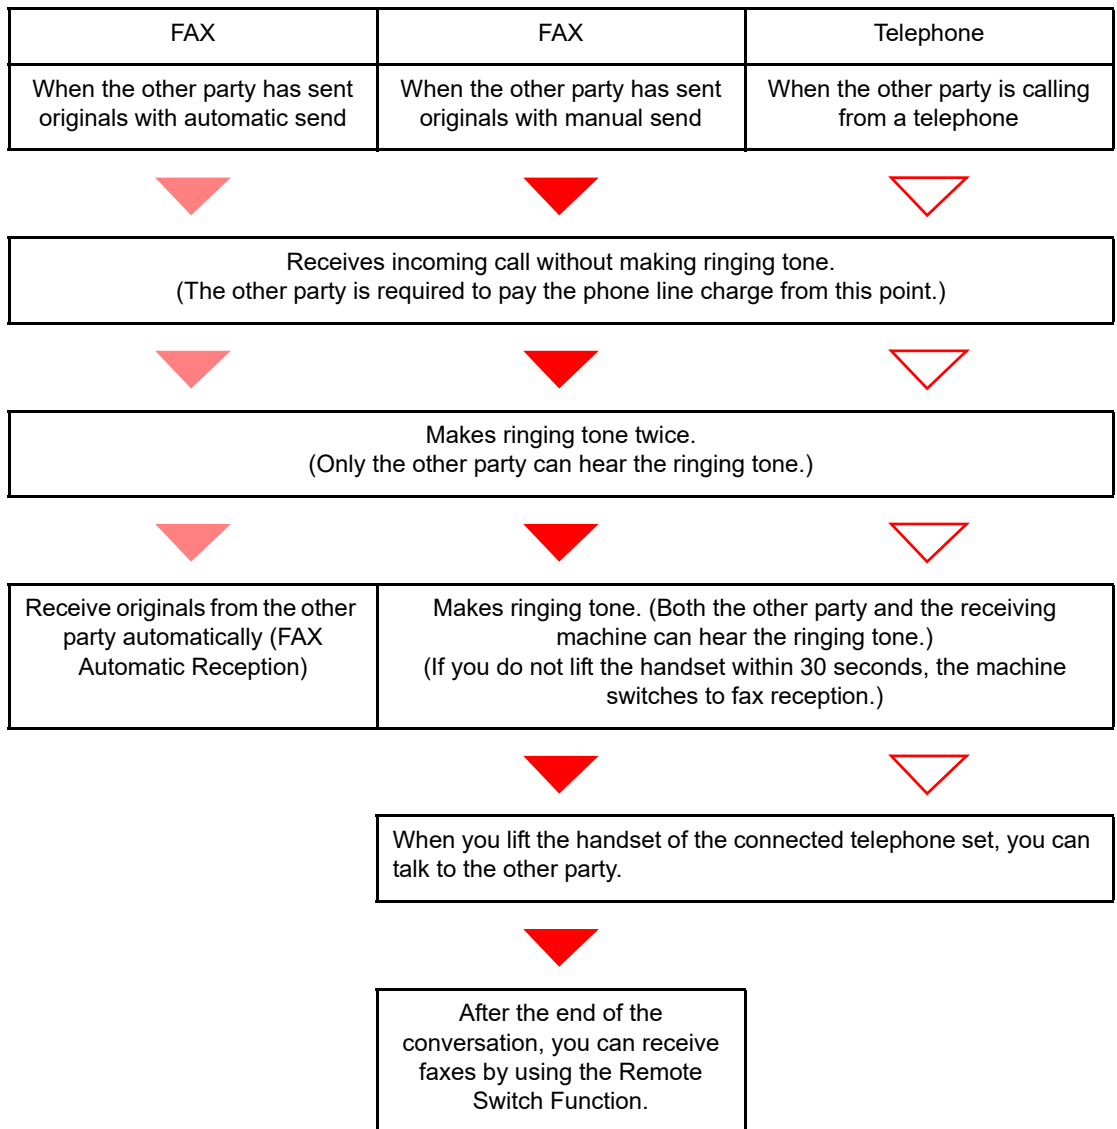 FAX
FAX
Telephone
When the other party has sent
originals with automatic send
When the other party has sent
originals with manual send
When the other party is calling
from a telephone
Receives incoming call without making ringing tone.
(The other party is required to pay the phone line charge from this point.)
Makes ringing tone twice.
(Only the other party can hear the ringing tone.)
Receive originals from the other
party automatically (FAX
Automatic Reception)
Makes ringing tone. (Both the other party and the receiving
machine can hear the ringing tone.)
(If you do not lift the handset within 30 seconds, the machine
switches to fax reception.)
When you lift the handset of the connected telephone set, you can
talk to the other party.
After the end of the
conversation, you can receive
faxes by using the Remote
Switch Function.